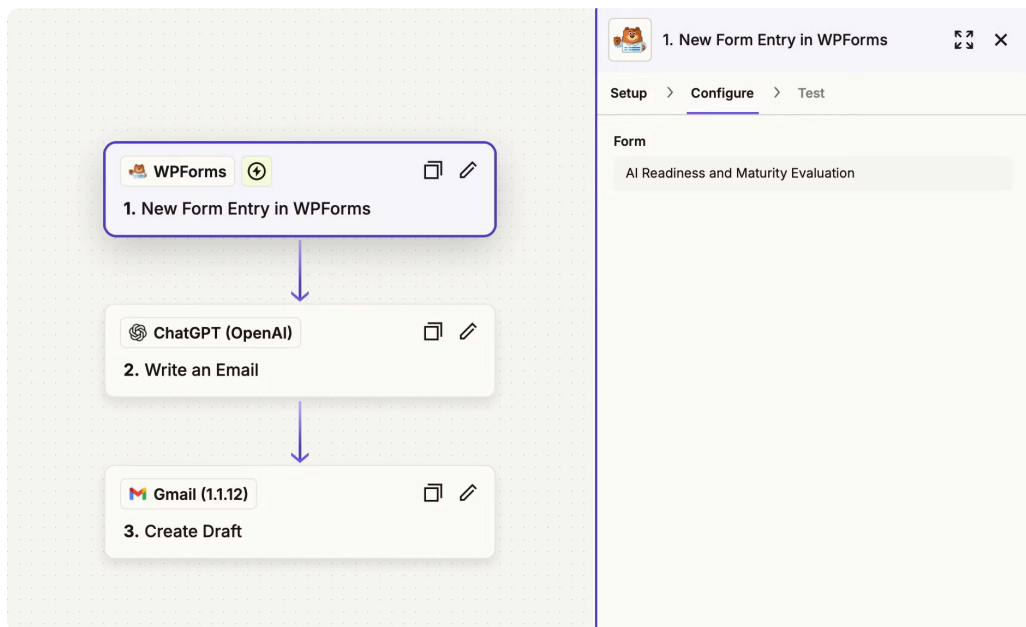 WPForms
1. New Form Entry in WPForms
ChatGPT (OpenAI)
2. Write an Email
Gmail (1.1.12)
3. Create Draft
1. New Form Entry in WPForms
Setup > Configure > Test
Form
AI Readiness and Maturity Evaluation